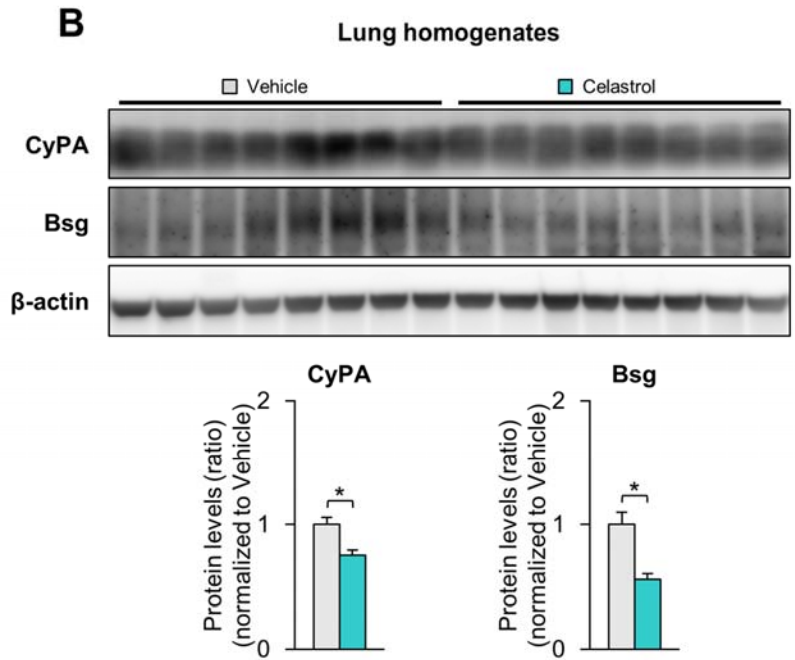 B
Lung homogenates
Vehicle
Celastrol
CyPA
Bsg
β-actin
CyPA
Protein levels (ratio)
(normalized to Vehicle)
2
1
0
*
Bsg
Protein levels (ratio)
(normalized to Vehicle)
2
1
0
*